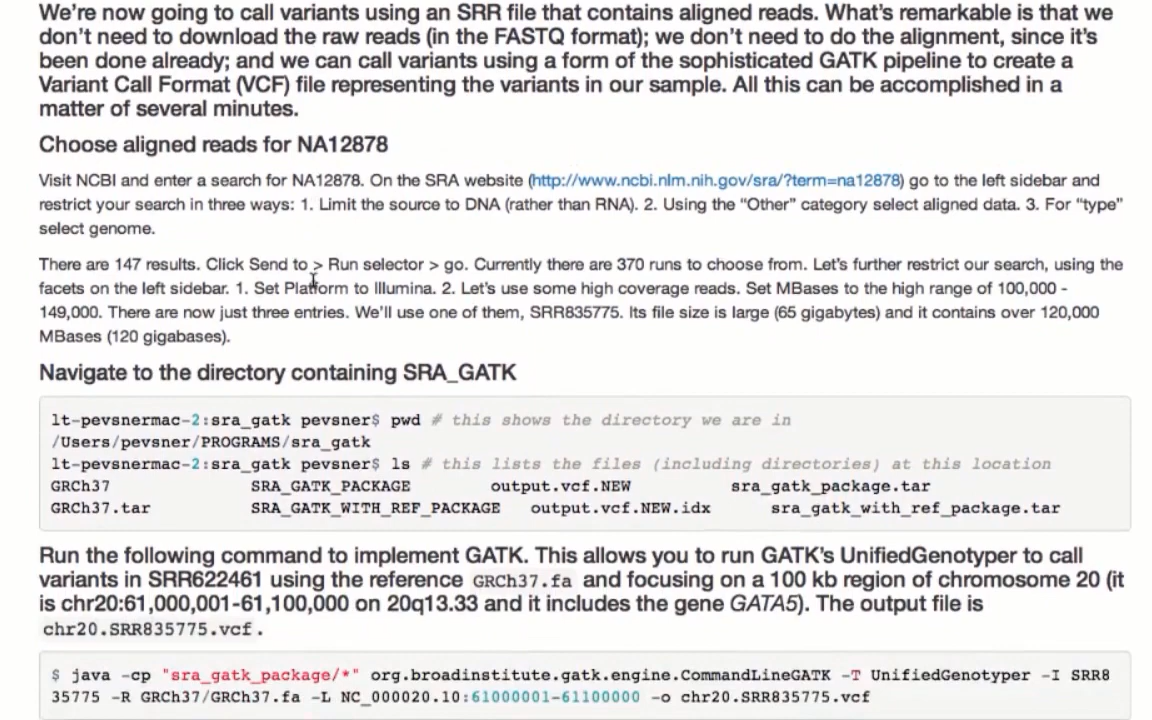 We're now going to call variants using an SRR file that contains aligned reads. What's remarkable is that we
don't need to download the raw reads (in the FASTQ format); we don't need to do the alignment, since it's
been done already; and we can call variants using a form of the sophisticated GATK pipeline to create a
Variant Call Format (VCF) file representing the variants in our sample. All this can be accomplished in a
matter of several minutes.
Choose aligned reads for NA12878
Visit NCBI and enter a search for NA12878. On the SRA website (http://www.ncbi.nlm.nih.gov/sra/?term=na12878) go to the left sidebar and
restrict your search in three ways: 1. Limit the source to DNA (rather than RNA). 2. Using the "Other" category select aligned data. 3. For "type"
select genome.
There are 147 results. Click Send to > Run selector > go. Currently there are 370 runs to choose from. Let's further restrict our search, using the
facets on the left sidebar. 1. Set Platform to Illumina. 2. Let's use some high coverage reads. Set MBases to the high range of 100,000 -
149,000. There are now just three entries. We'll use one of them, SRR835775. Its file size is large (65 gigabytes) and it contains over 120,000
MBases (120 gigabases).
Navigate to the directory containing SRA_GATK
lt-pevsnermac-2:sra_gatk pevsner$ pwd # this shows the directory we are in
/Users/pevsner/PROGRAMS/sra_gatk
lt-pevsnermac-2:sra_gatk pevsner$ ls # this lists the files (including directories) at this location
GRCh37 SRA_GATK_PACKAGE output.vcf.NEW sra_gatk_package.tar
GRCh37.tar SRA_GATK_WITH_REF_PACKAGE output.vcf.NEW.idx sra_gatk_with_ref_package.tar
Run the following command to implement GATK. This allows you to run GATK's UnifiedGenotyper to call
variants in SRR622461 using the reference GRCh37.fa and focusing on a 100 kb region of chromosome 20 (it
is chr20:61,000,001-61,100,000 on 20q13.33 and it includes the gene GATA5). The output file is
chr20.SRR835775.vcf.
$ java -cp "sra_gatk_package/*" org.broadinstitute.gatk.engine.CommandLineGATK -T UnifiedGenotyper -I SRR8
35775 -R GRCh37/GRCh37.fa -L NC_000020.10:61000001-61100000 -o chr20.SRR835775.vcf